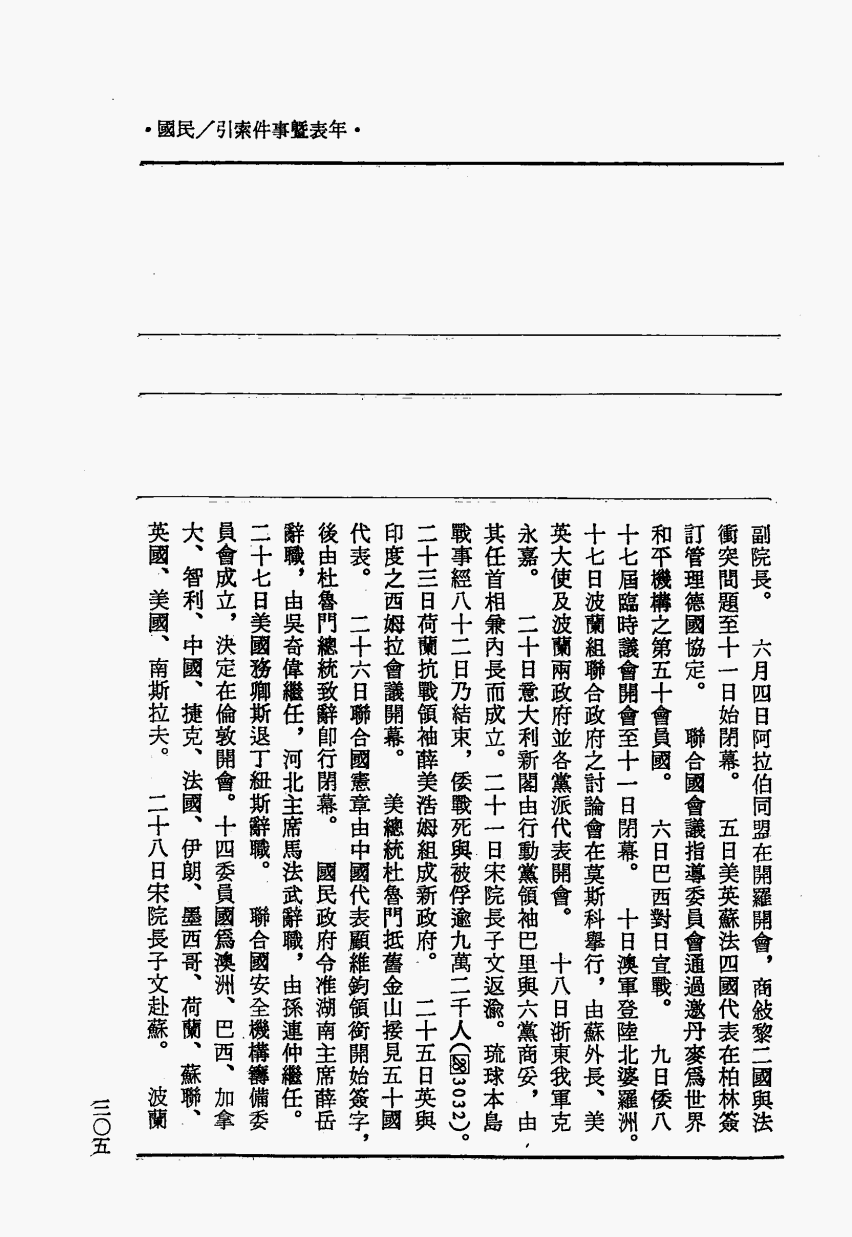 ·國民／引索件事暨表年·
副院長。　六月四日阿拉伯同盟在開羅開會，商敍黎二國與法
衝突問題至十一日始閉幕。　五日美英蘇法四國代表在柏林簽
訂管理德國協定。　聯合國會議指導委員會通過邀丹麥爲世界
和平機構之第五十會員國。　六日巴西對日宣戰。　九日倭八
十七屆臨時議會開會至十一日閉幕。　十日澳軍登陸北婆羅洲。
十七日波蘭組聯合政府之討論會在莫斯科舉行，由蘇外長、美
英大使及波蘭兩政府並各黨派代表開會。　十八日浙東我軍克
永嘉。　二十日意大利新閣由行動黨領袖巴里與六黨商妥，由
其任首相兼內長而成立。二十一日宋院長子文返渝。琉球本島
戰事經八十二日乃結束，倭戰死與被俘逾九萬二千人(3032)。
二十三日荷蘭抗戰領袖薛美浩姆組成新政府。　二十五日英與
印度之西姆拉會議開幕。　美總統杜魯門抵舊金山接見五十國
代表。　二十六日聯合國憲章由中國代表顧維鈞領銜開始簽字，
後由杜魯門總統致辭卽行閉幕。　國民政府令准湖南主席薛岳
辭職，由吳奇偉繼任，河北主席馬法武辭職，由孫連仲繼任。
二十七日美國務卿斯退丁紐斯辭職。　聯合國安全機構籌備委
員會成立，決定在倫敦開會。十四委員國爲澳洲、巴西、加拿
大、智利、中國、捷克、法國、伊朗、墨西哥、荷蘭、蘇聯、
英國、美國、南斯拉夫。　二十八日宋院長子文赴蘇。　波蘭
三〇五